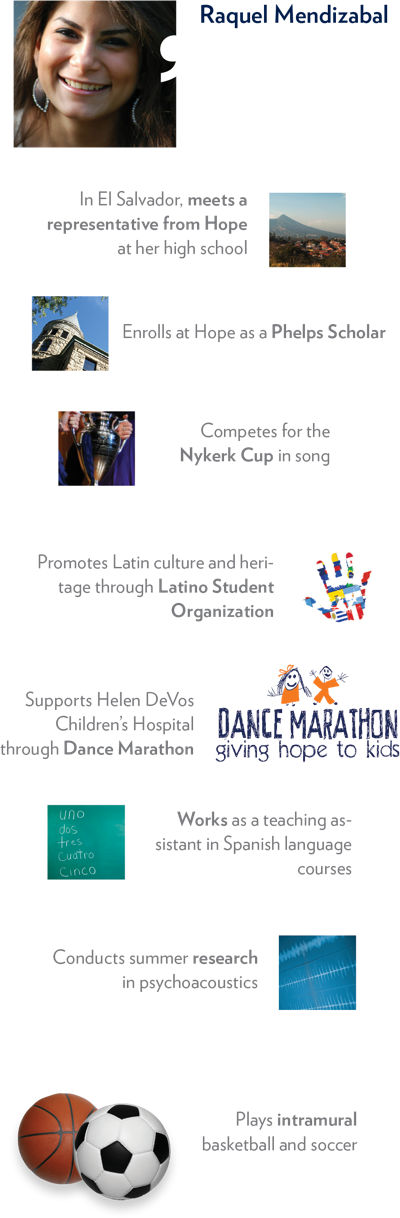 Raquel Mendizabal
In El Salvador, meets a
representative from Hope
at her high school
Enrolls at Hope as a Phelps Scholar
Competes for the
Nykerk Cup in song
Promotes Latin culture and heri-
tage through Latino Student
Organization
Supports Helen DeVos
Children’s Hospital
through Dance Marathon
DANCE MARATHON
giving hope to kids
uno
dos
tres
cuatro
cinco
Works as a teaching as-
sistant in Spanish language
courses
Conducts summer research
in psychoacoustics
Plays intramural
basketball and soccer